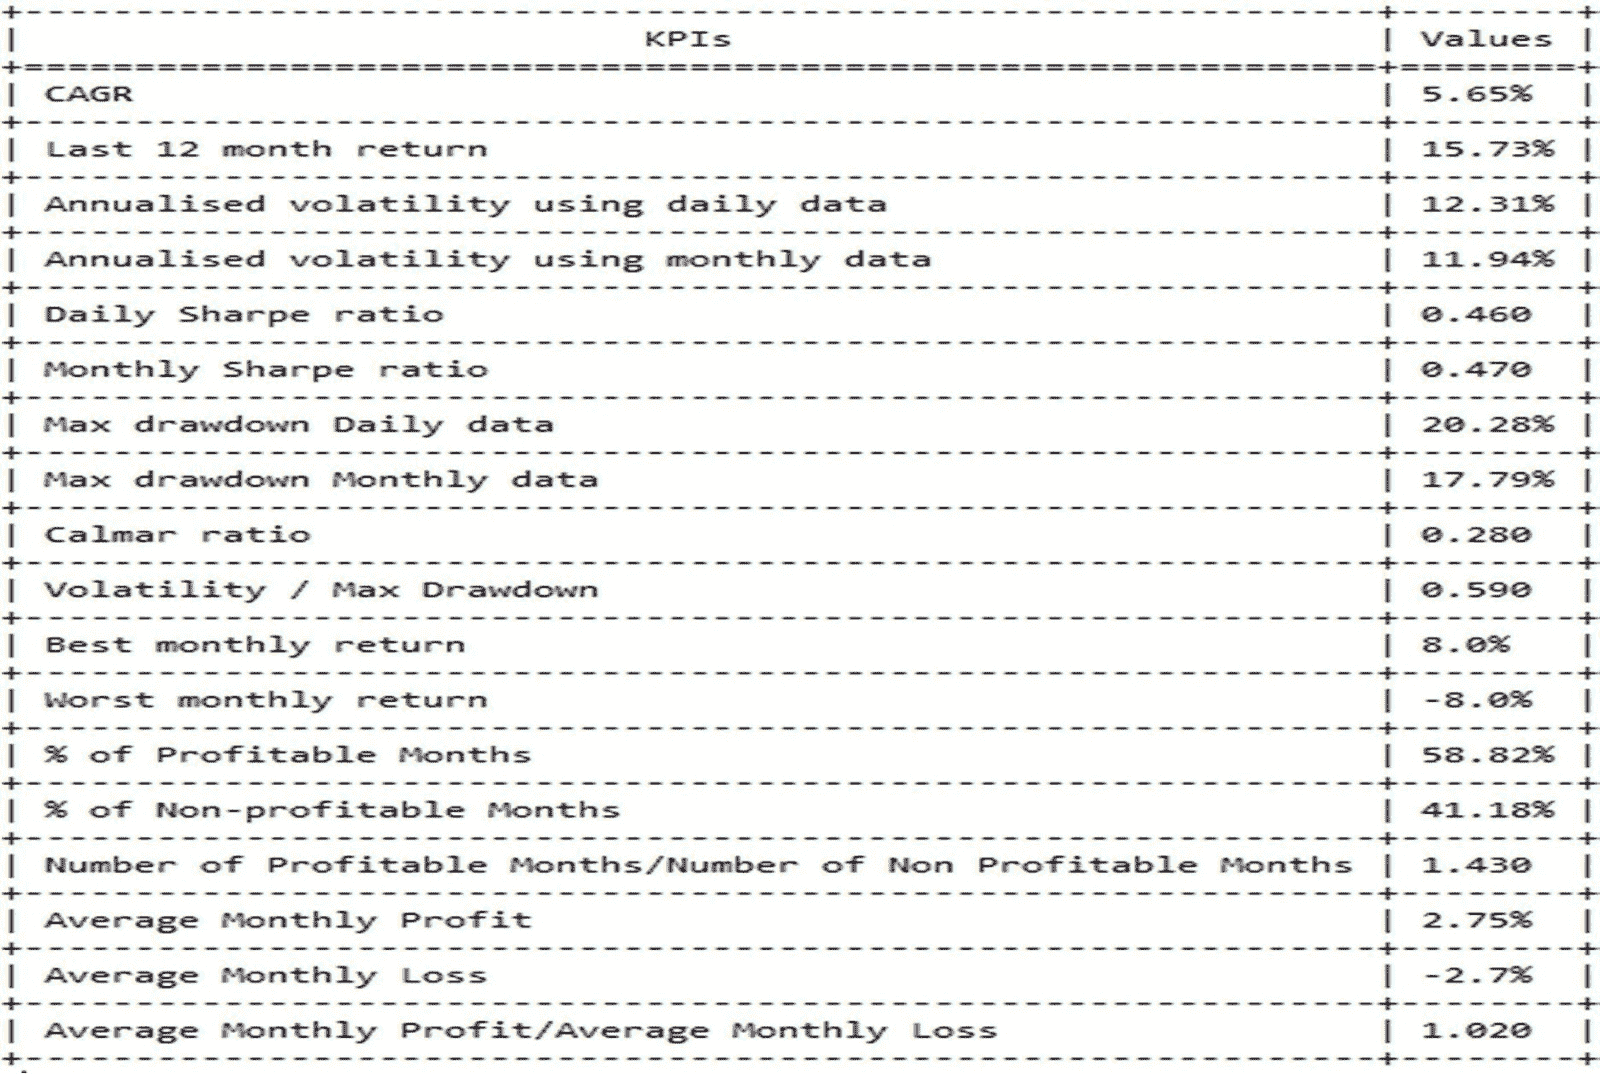 KPIs | Values
CAGR | 5.65%
Last 12 month return | 15.73%
Annualised volatility using daily data | 12.31%
Annualised volatility using monthly data | 11.94%
Daily Sharpe ratio | 0.460
Monthly Sharpe ratio | 0.470
Max drawdown Daily data | 20.28%
Max drawdown Monthly data | 17.79%
Calmar ratio | 0.280
Volatility / Max Drawdown | 0.590
Best monthly return | 8.0%
Worst monthly return | -8.0%
% of Profitable Months | 58.82%
% of Non-profitable Months | 41.18%
Number of Profitable Months/Number of Non Profitable Months | 1.430
Average Monthly Profit | 2.75%
Average Monthly Loss | -2.7%
Average Monthly Profit/Average Monthly Loss | 1.020